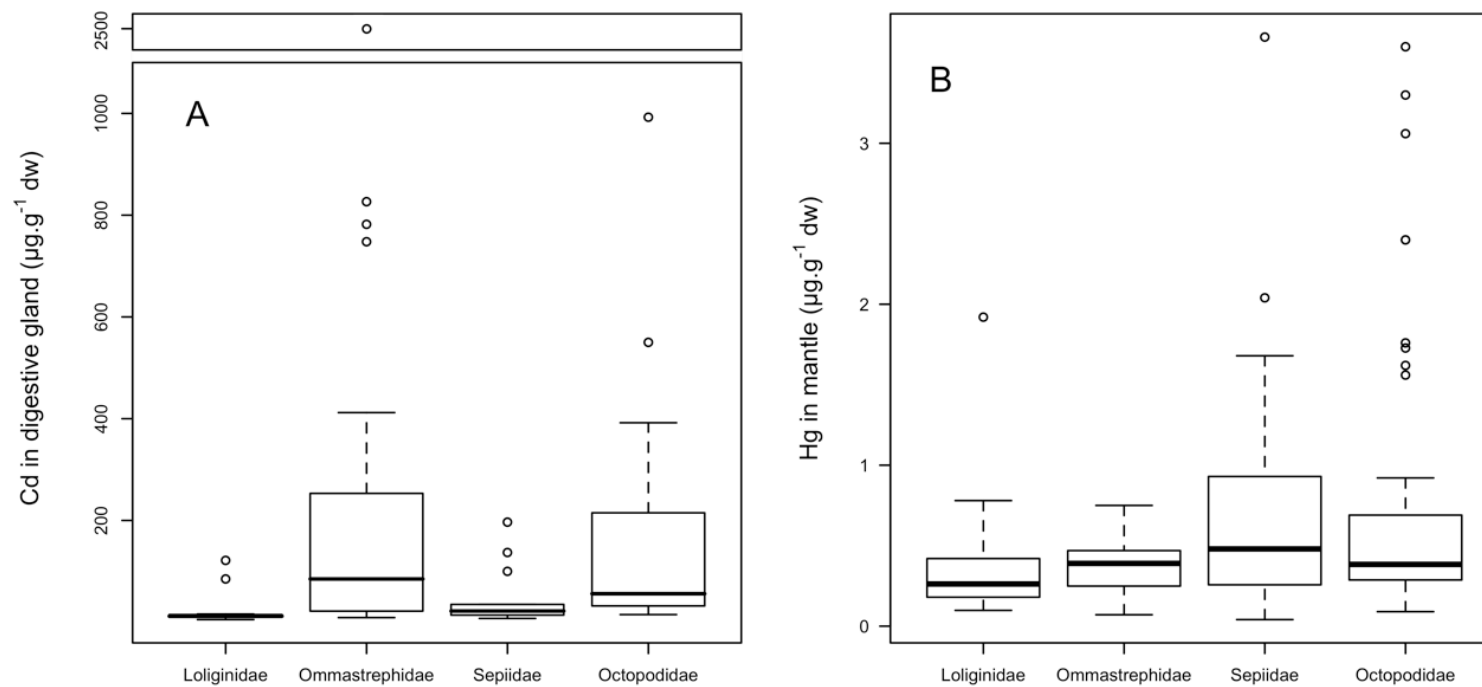 2500
1000
800
600
400
200
Cd in digestive gland (µg.g⁻¹ dw)
A
Loliginidae Ommastrephidae Sepiidae Octopodidae
3
2
1
0
Hg in mantle (µg.g⁻¹ dw)
B
Loliginidae Ommastrephidae Sepiidae Octopodidae